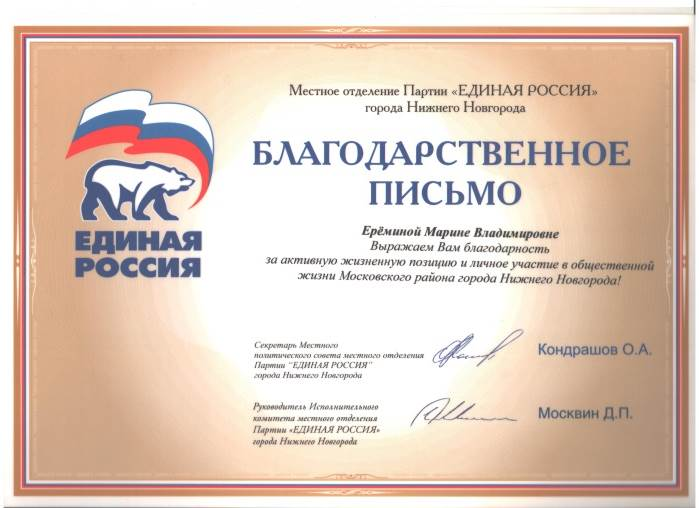 Местное отделение Партии «ЕДИНАЯ РОССИЯ»
города Нижнего Новгорода
БЛАГОДАРСТВЕННОЕ
ПИСЬМО
ЕДИНАЯ
РОССИЯ
Ерёминой Марине Владимировне
Выражаем Вам благодарность
за активную жизненную позицию и личное участие в общественной
жизни Московского района города Нижнего Новгорода!
Секретарь Местного
политического совета местного отделения
Партии "ЕДИНАЯ РОССИЯ"
города Нижнего Новгорода
Кондрашов О.А.
Руководитель Исполнительного
комитета местного отделения
Партии «ЕДИНАЯ РОССИЯ»
города Нижнего Новгорода
Москвин Д.П.